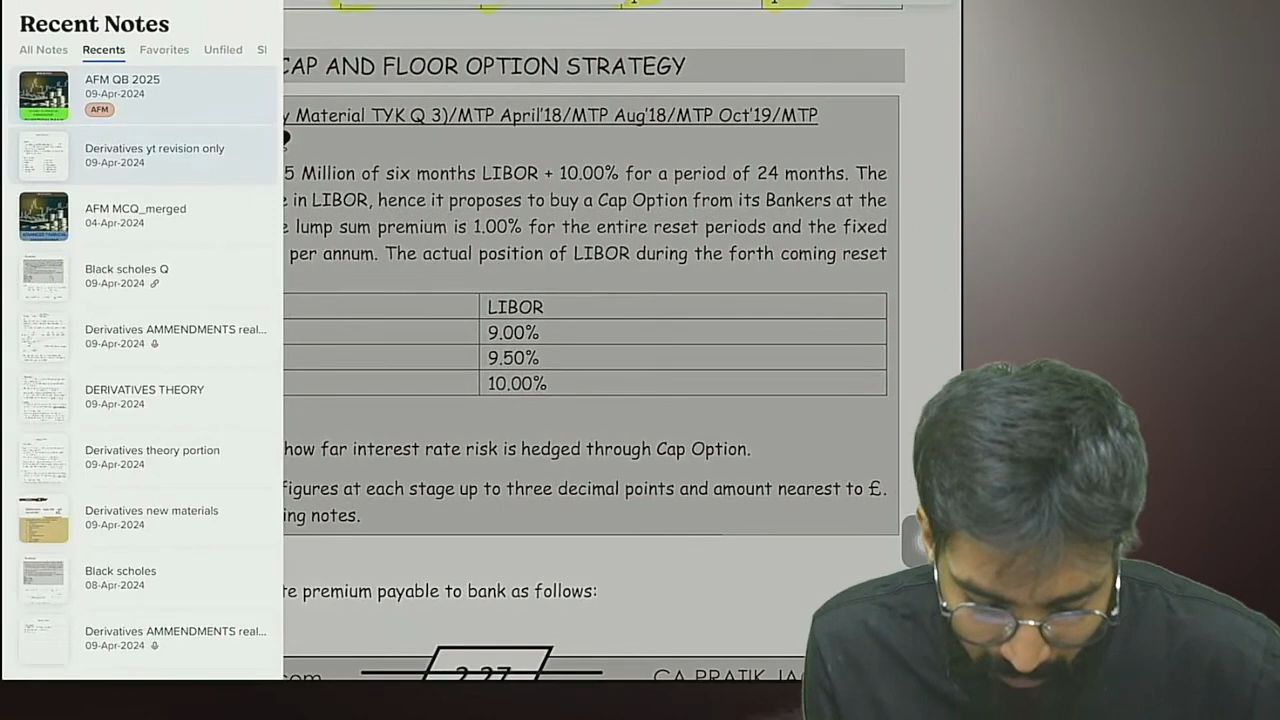 Recent Notes
All Notes Recents Favorites Unfiled
AFM QB 2025
09-Apr-2024
AFM
Derivatives yt revision only
09-Apr-2024
AFM MCQ_merged
04-Apr-2024
Black scholes Q
09-Apr-2024
Derivatives AMMENDMENTS real...
09-Apr-2024
DERIVATIVES THEORY
09-Apr-2024
Derivatives theory portion
09-Apr-2024
Derivatives new materials
09-Apr-2024
Black scholes
08-Apr-2024
Derivatives AMMENDMENTS real...
09-Apr-2024
CAP AND FLOOR OPTION STRATEGY
y Material TYK Q 3)/MTP April'18/MTP Aug'18/MTP Oct'19/MTP
5 Million of six months LIBOR + 10.00% for a period of 24 months. The
e in LIBOR, hence it proposes to buy a Cap Option from its Bankers at the
e lump sum premium is 1.00% for the entire reset periods and the fixed
per annum. The actual position of LIBOR during the forth coming reset
LIBOR
9.00%
9.50%
10.00%
how far interest rate risk is hedged through Cap Option.
figures at each stage up to three decimal points and amount nearest to £.
ing notes.
te premium payable to bank as follows:
2.27
com
CA PRATIK JA